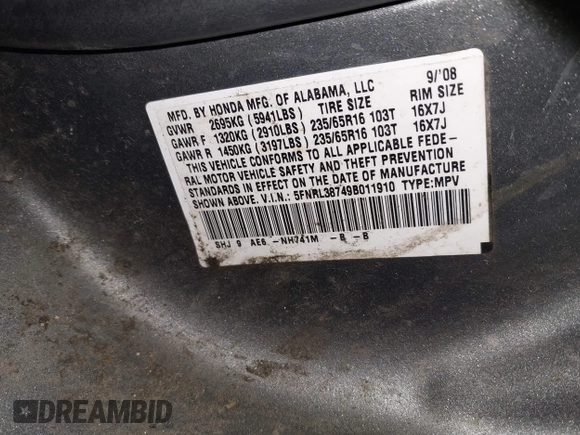 MFD. BY HONDA MFG. OF ALABAMA, LLC 9/'08
GVWR 2695KG (5941LBS) TIRE SIZE RIM SIZE
GAWR F 1320KG (2910LBS) 235/65R16 103T 16X7J
GAWR R 1450KG (3197LBS) 235/65R16 103T 16X7J
THIS VEHICLE CONFORMS TO ALL APPLICABLE FEDE-
RAL MOTOR VEHICLE SAFETY AND THEFT PREVENTION
STANDARDS IN EFFECT ON THE DATE OF MANUFACTURE
SHOWN ABOVE. V.I.N.: 5FNRL38749B011910 TYPE:MPV
SHJ 9 AE6 -NH741M -B -B
DREAMBID